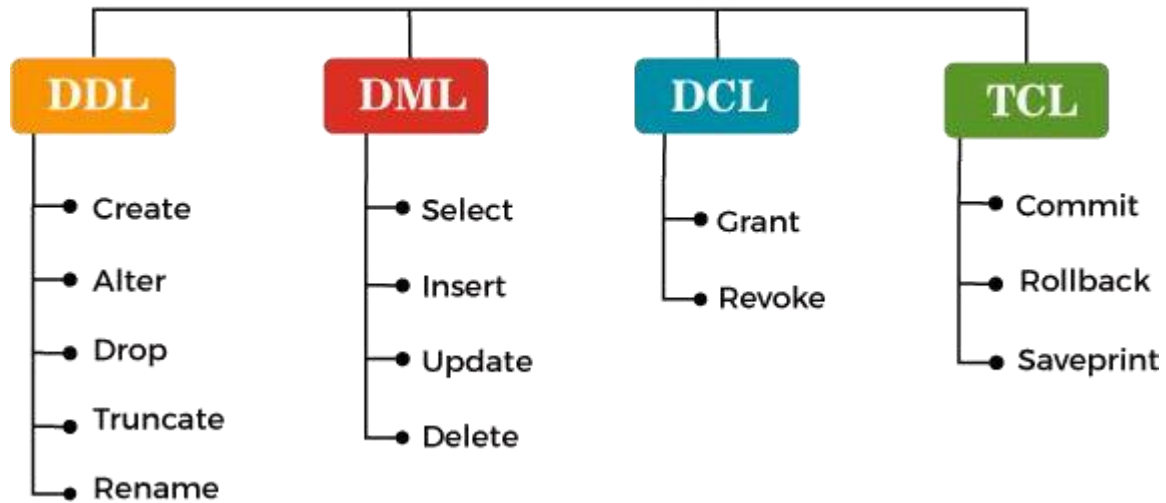 DDL
Create
Alter
Drop
Truncate
Rename
DML
Select
Insert
Update
Delete
DCL
Grant
Revoke
TCL
Commit
Rollback
Saveprint